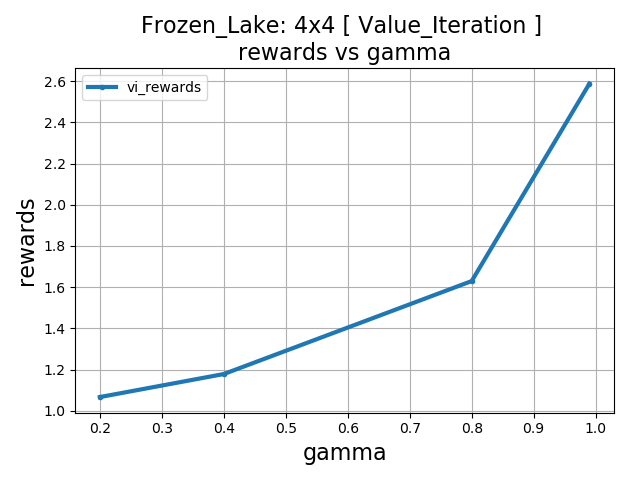 Frozen_Lake: 4x4 [ Value_Iteration ]
rewards vs gamma
vi_rewards
2.6
2.4
2.2
2.0
1.8
1.6
1.4
1.2
1.0
rewards
0.2 0.3 0.4 0.5 0.6 0.7 0.8 0.9 1.0
gamma